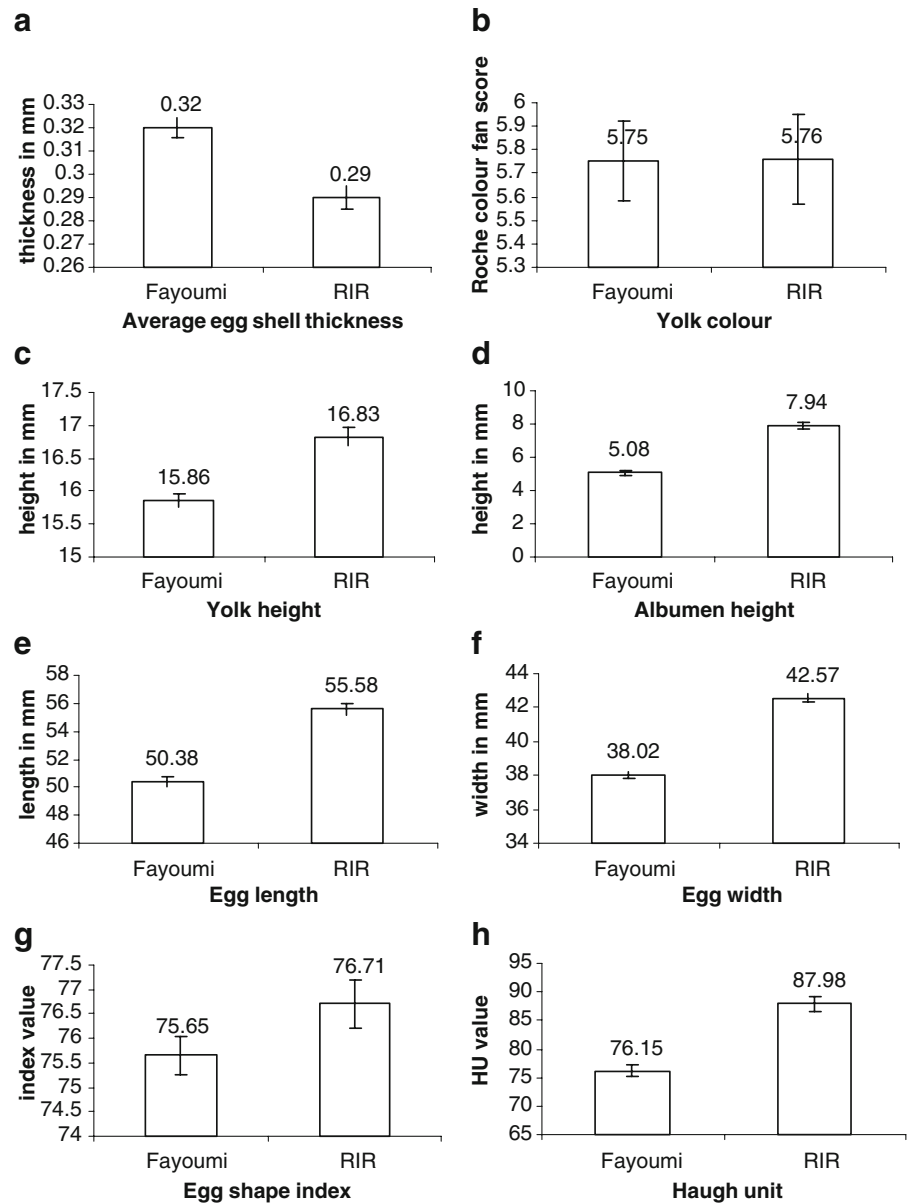 a
thickness in mm
0.33
0.32
0.31
0.3
0.29
0.28
0.27
0.26
0.32
0.29
Fayoumi RIR
Average egg shell thickness
b
Roche colour fan score
6
5.9
5.8
5.7
5.6
5.5
5.4
5.3
5.75
5.76
Fayoumi RIR
Yolk colour
c
height in mm
17.5
17
16.5
16
15.5
15
15.86
16.83
Fayoumi RIR
Yolk height
d
height in mm
10
8
6
4
2
0
5.08
7.94
Fayoumi RIR
Albumen height
e
length in mm
58
56
54
52
50
48
46
50.38
55.58
Fayoumi RIR
Egg length
f
width in mm
44
42
40
38
36
34
38.02
42.57
Fayoumi RIR
Egg width
g
index value
77.5
77
76.5
76
75.5
75
74.5
74
75.65
76.71
Fayoumi RIR
Egg shape index
h
HU value
95
90
85
80
75
70
65
76.15
87.98
Fayoumi RIR
Haugh unit